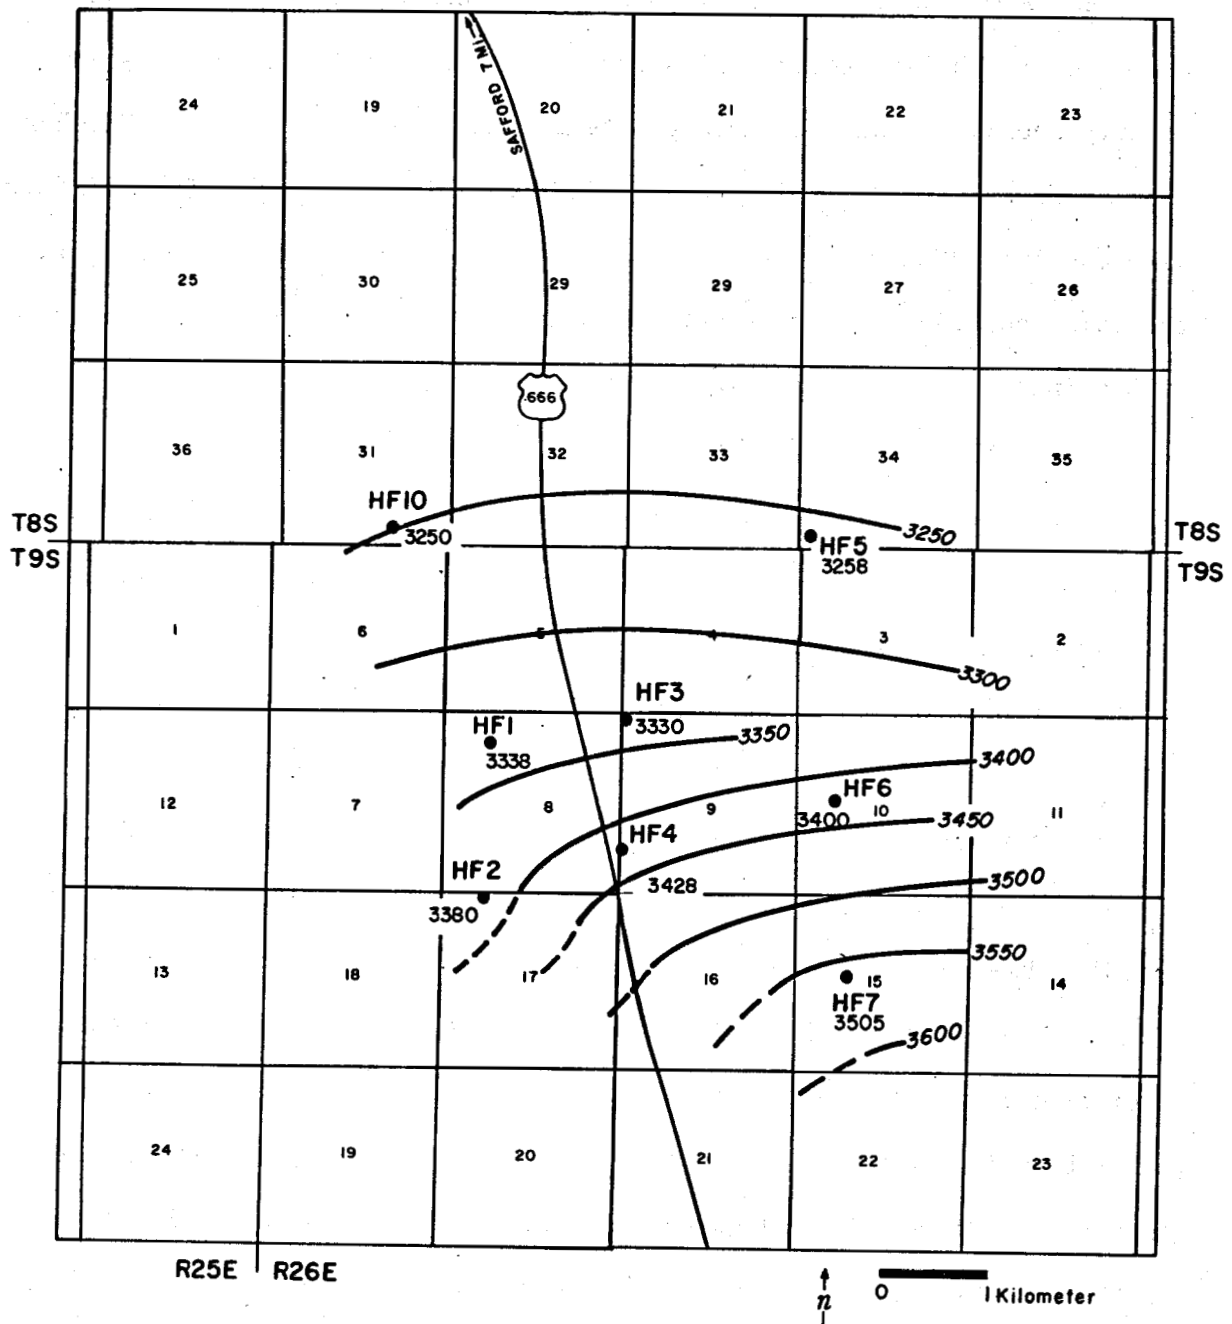 SAFFORD 7 MI
24 19 20 21 22 23
25 30 29 29 27 26
666
36 31 32 33 34 35
HF10
3250
3250
T8S T8S
HF5
3258
T9S T9S
1 6 5 4 3 2
3300
HF3
3330
HF1
3338
3350
3400
HF6
12 7 8 9 3400 10 11
3450
HF4
HF2
3428
3500
3380
3550
13 18 17 16 15 14
HF7
3505
3600
24 19 20 21 22 23
R25E R26E
n
0 1 Kilometer